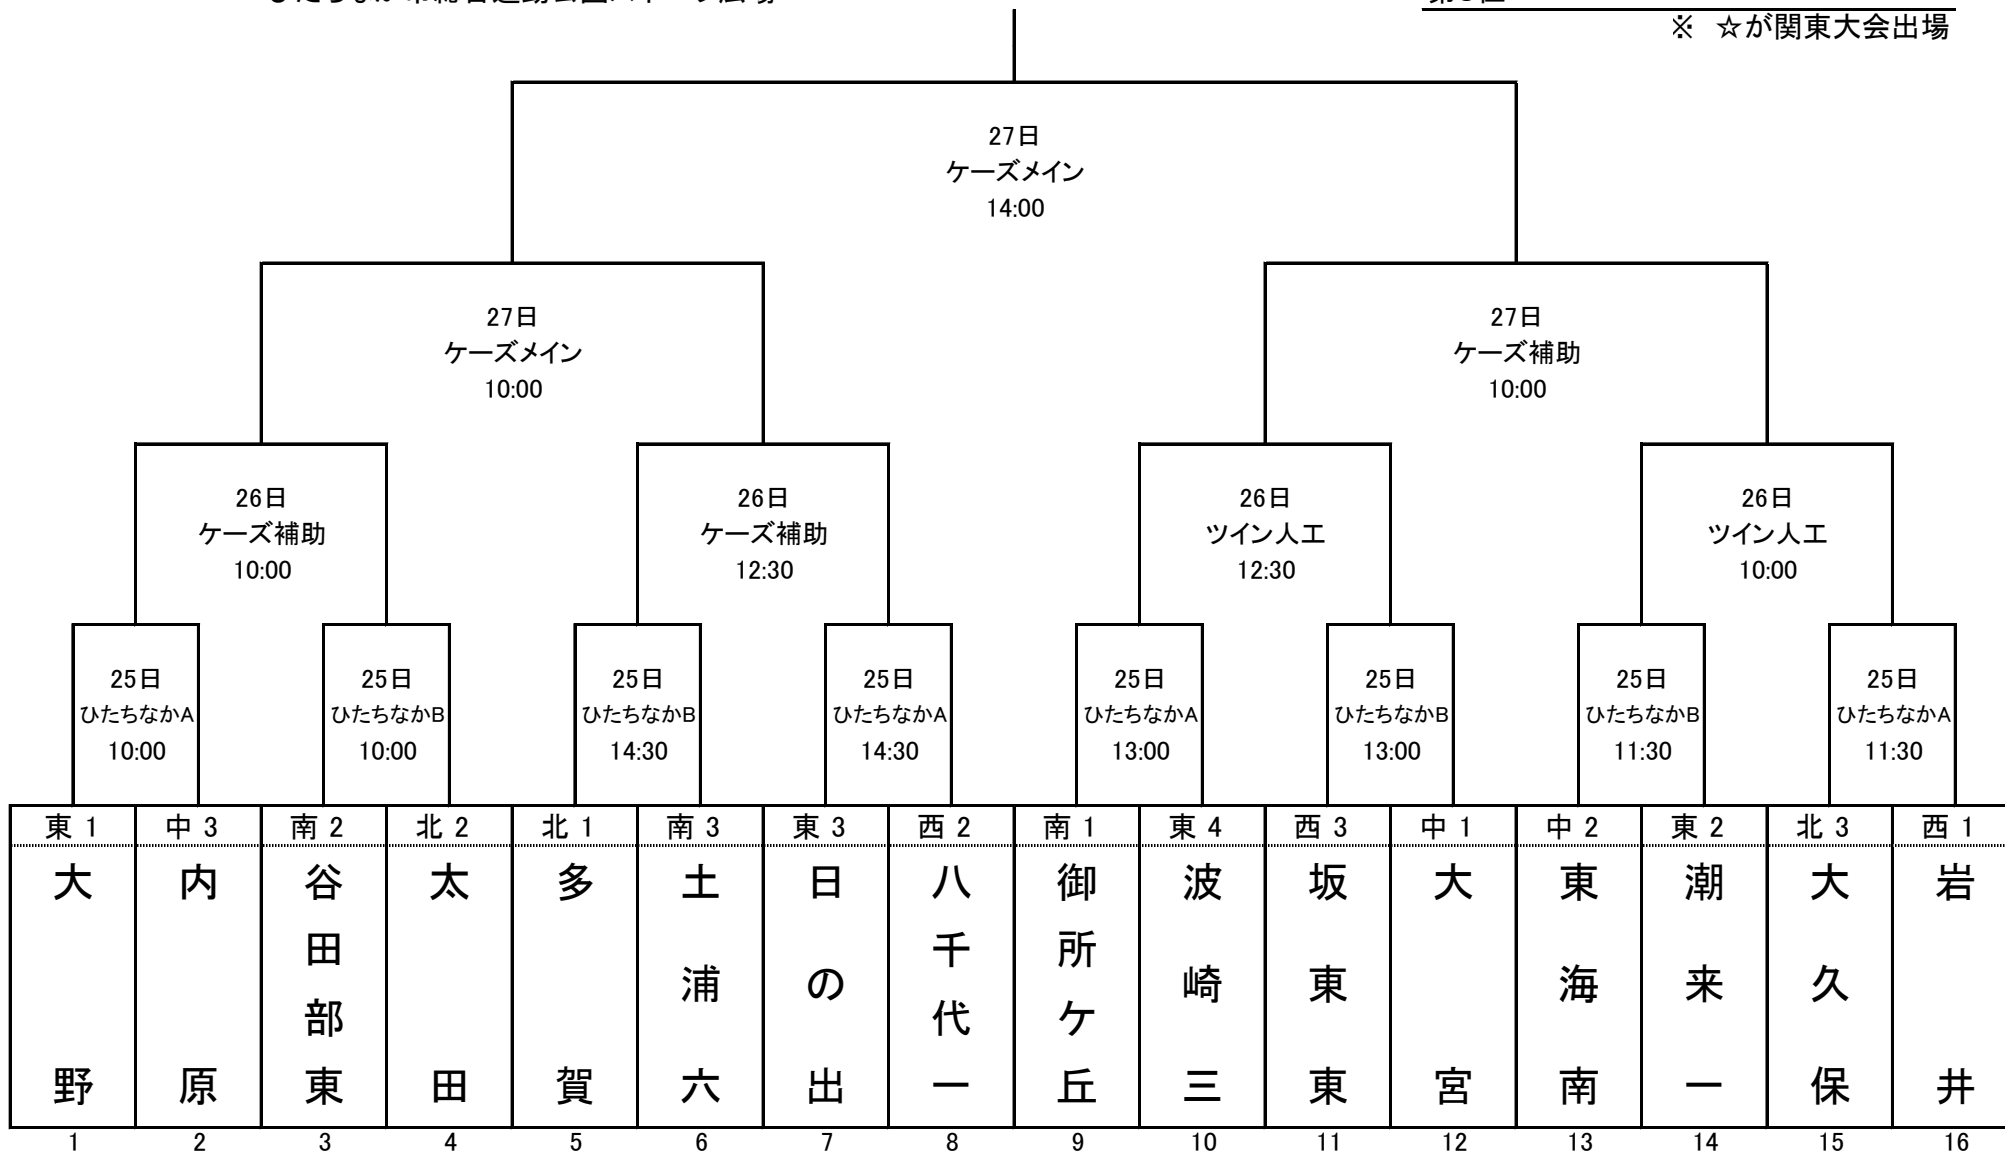 ※ ☆が関東大会出場
27日
ケーズメイン
14:00
27日
ケーズメイン
10:00
27日
ケーズ補助
10:00
26日
ケーズ補助
10:00
26日
ケーズ補助
12:30
26日
ツイン人工
12:30
26日
ツイン人工
10:00
25日
ひたちなかA
10:00
25日
ひたちなかB
10:00
25日
ひたちなかB
14:30
25日
ひたちなかA
14:30
25日
ひたちなかA
13:00
25日
ひたちなかB
13:00
25日
ひたちなかB
11:30
25日
ひたちなかA
11:30
東 1 中 3 南 2 北 2 北 1 南 3 東 3 西 2 南 1 東 4 西 3 中 1 中 2 東 2 北 3 西 1
大野
内原
谷田部東
太田
多賀
土浦六
日の出
八千代一
御所ケ丘
波崎三
坂東東
大宮
東海南
潮来一
大久保
岩井
1 2 3 4 5 6 7 8 9 10 11 12 13 14 15 16